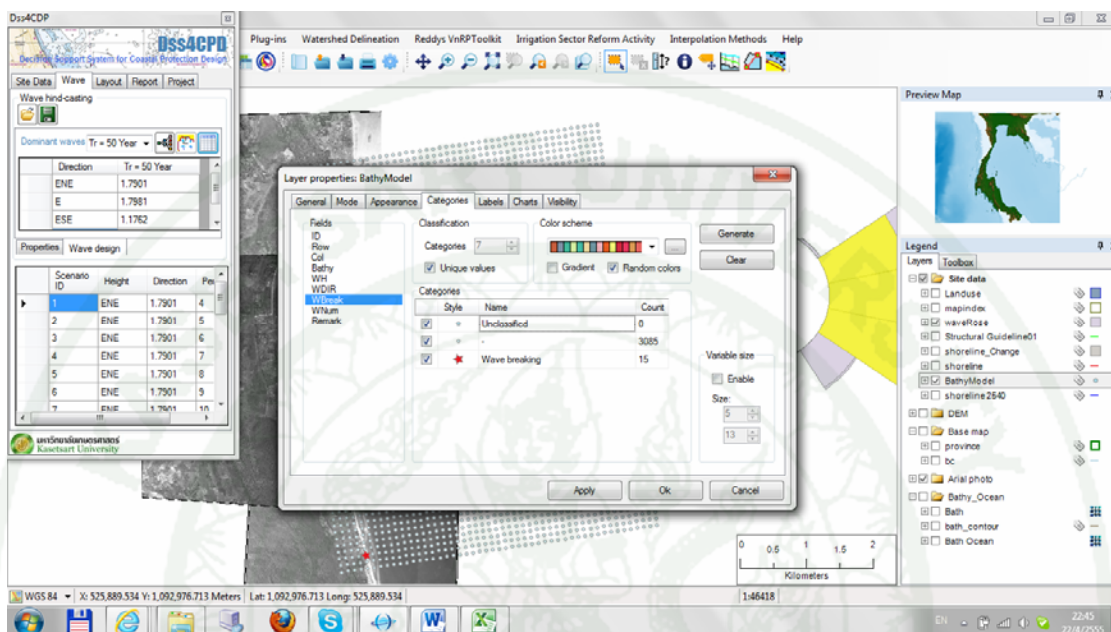 Dss4CDP
Dss4CPD
Decision Support System for Coastal Protection Design
Plug-ins Watershed Delineation Reddys VnRPToolkit Irrigation Sector Reform Activity Interpolation Methods Help
Site Data Wave Layout Report Project
Wave hind-casting
Dominant waves Tr = 50 Year
Direction Tr = 50 Year
ENE 1.7901
E 1.7981
ESE 1.1762
Properties Wave design
Scenario ID Height Direction
1 ENE 1.7901 4
2 ENE 1.7901 5
3 ENE 1.7901 6
4 ENE 1.7901 7
5 ENE 1.7901 8
6 ENE 1.7901 9
7 ENE 1.7901 10
มหาวิทยาลัยเกษตรศาสตร์
Kasetsart University
Layer properties: BathyModel
General Mode Appearance Categories Labels Charts Visibility
Fields
ID
Row
Col
Bathy
WH
WDIR
WBreak
WNum
Remark
Classification
Categories 7
Unique values
Color scheme
...
Gradient Random colors
Generate
Clear
Categories
Style Name Count
Unclassified 0
- 3085
Wave breaking 15
Variable size
Enable
Size:
5
13
Apply Ok Cancel
Preview Map
Legend
Layers Toolbox
Site data
Landuse
mapindex
waveRose
Structural Guideline01
shoreline_Change
shoreline
BathyModel
shoreline2540
DEM
Base map
province
bc
Arial photo
Bathy_Ocean
Bath
bath_contour
Bath Ocean
0 0.5 1 1.5 2
Kilometers
WGS 84 X: 525,889.534 Y: 1,092,976.713 Meters Lat: 1,092,976.713 Long: 525,889.534 1:46418
EN 22:45
22/8/2555